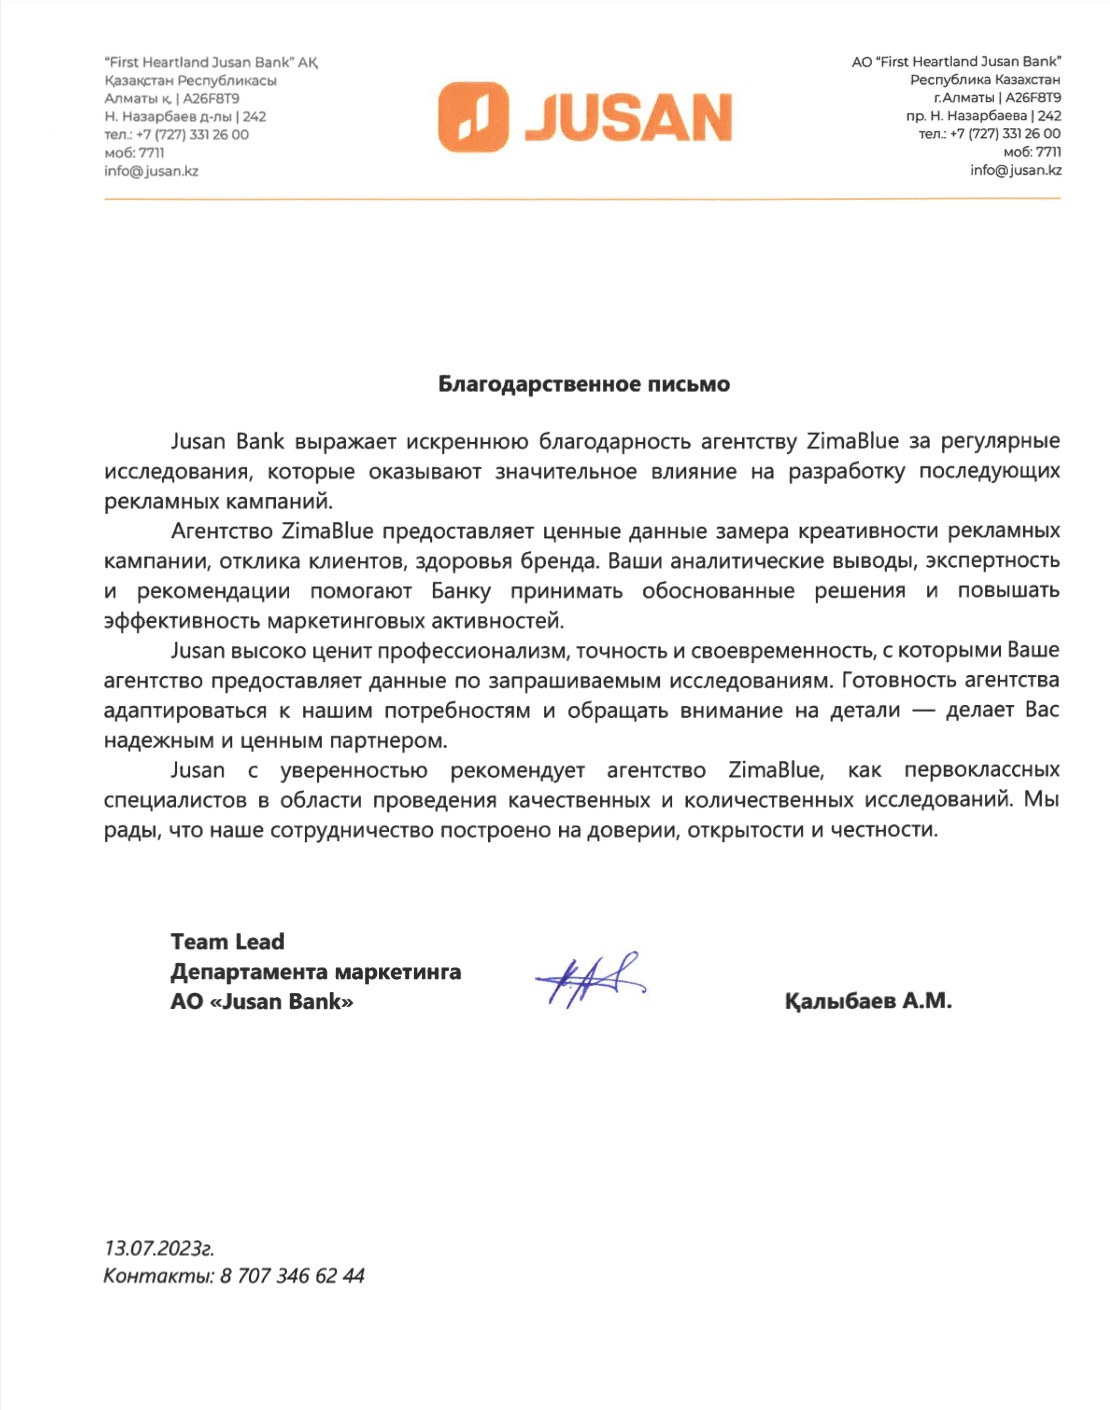 "First Heartland Jusan Bank" АҚ
Қазақстан Республикасы
Алматы қ. | A26F8T9
Н. Назарбаев д-лы | 242
тел.: +7 (727) 331 26 00
моб: 7711
info@jusan.kz
JUSAN
АО "First Heartland Jusan Bank"
Республика Казахстан
г.Алматы | A26F8T9
пр. Н. Назарбаева | 242
тел.: +7 (727) 331 26 00
моб: 7711
info@jusan.kz
Благодарственное письмо
Jusan Bank выражает искреннюю благодарность агентству ZimaBlue за регулярные
исследования, которые оказывают значительное влияние на разработку последующих
рекламных кампаний.
Агентство ZimaBlue предоставляет ценные данные замера креативности рекламных
кампании, отклика клиентов, здоровья бренда. Ваши аналитические выводы, экспертность
и рекомендации помогают Банку принимать обоснованные решения и повышать
эффективность маркетинговых активностей.
Jusan высоко ценит профессионализм, точность и своевременность, с которыми Ваше
агентство предоставляет данные по запрашиваемым исследованиям. Готовность агентства
адаптироваться к нашим потребностям и обращать внимание на детали — делает Вас
надежным и ценным партнером.
Jusan с уверенностью рекомендует агентство ZimaBlue, как первоклассных
специалистов в области проведения качественных и количественных исследований. Мы
рады, что наше сотрудничество построено на доверии, открытости и честности.
Team Lead
Департамента маркетинга
АО «Jusan Bank»
Қалыбаев А.М.
13.07.2023г.
Контакты: 8 707 346 62 44